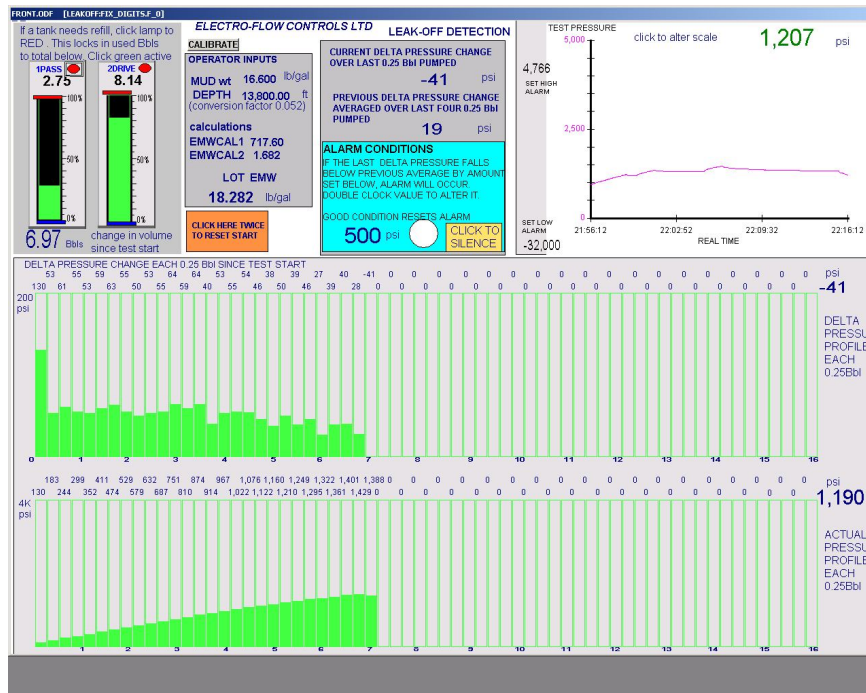 FRONT.ODF [LEAKOFF:FIX_DIGITS.F_0]
If a tank needs refill, click lamp to
RED . This locks in used Bbls
to total below. Click green active
1PASS 2DRIVE
2.75 8.14
100% 100%
50% 50%
0% 0%
6.97 Bbls change in volume
since test start
ELECTRO-FLOW CONTROLS LTD LEAK-OFF DETECTION
CALIBRATE
OPERATOR INPUTS
MUD wt 16.600 lb/gal
DEPTH 13,800.00 ft
(conversion factor 0.052)
calculations
EMWCAL1 717.60
EMWCAL2 1.682
LOT EMW
18.282 lb/gal
CLICK HERE TWICE
TO RESET START
CURRENT DELTA PRESSURE CHANGE
OVER LAST 0.25 Bbl PUMPED
-41 psi
PREVIOUS DELTA PRESSURE CHANGE
AVERAGED OVER LAST FOUR 0.25 Bbl
PUMPED
19 psi
ALARM CONDITIONS
IF THE LAST DELTA PRESSURE FALLS
BELOW PREVIOUS AVERAGE BY AMOUNT
SET BELOW, ALARM WILL OCCUR.
DOUBLE CLOCK VALUE TO ALTER IT.
GOOD CONDITION RESETS ALARM
500 psi
CLICK TO
SILENCE
TEST PRESSURE
5,000 click to alter scale 1,207 psi
4,766
SET HIGH
ALARM
2,500
SET LOW
ALARM
-32,000
0
21:56:12 22:02:52 22:09:32 22:16:12
REAL TIME
DELTA PRESSURE CHANGE EACH 0.25 Bbl SINCE TEST START
53 55 59 55 53 64 64 54 38 39 27 40 -41 0 0 0 0 0 0 0 0 0 0 0 0 0 0 0 0 0 0 psi
130 61 53 63 50 55 59 40 55 46 50 46 39 28 0 0 0 0 0 0 0 0 0 0 0 0 0 0 0 0 0 0 -41
200
psi
DELTA
PRESSU
PROFILE
EACH
0.25Bbl
0 1 2 3 4 5 6 7 8 9 10 11 12 13 14 15 16
183 299 411 529 632 751 874 967 1,076 1,160 1,249 1,322 1,401 1,388 0 0 0 0 0 0 0 0 0 0 0 0 0 0 0 0 0 psi
130 244 352 474 579 687 810 914 1,022 1,122 1,210 1,295 1,361 1,429 0 0 0 0 0 0 0 0 0 0 0 0 0 0 0 0 0 0 1,190
4K
psi
ACTUAL
PRESSU
PROFILE
EACH
0.25Bbl
1 2 3 4 5 6 7 8 9 10 11 12 13 14 15 16